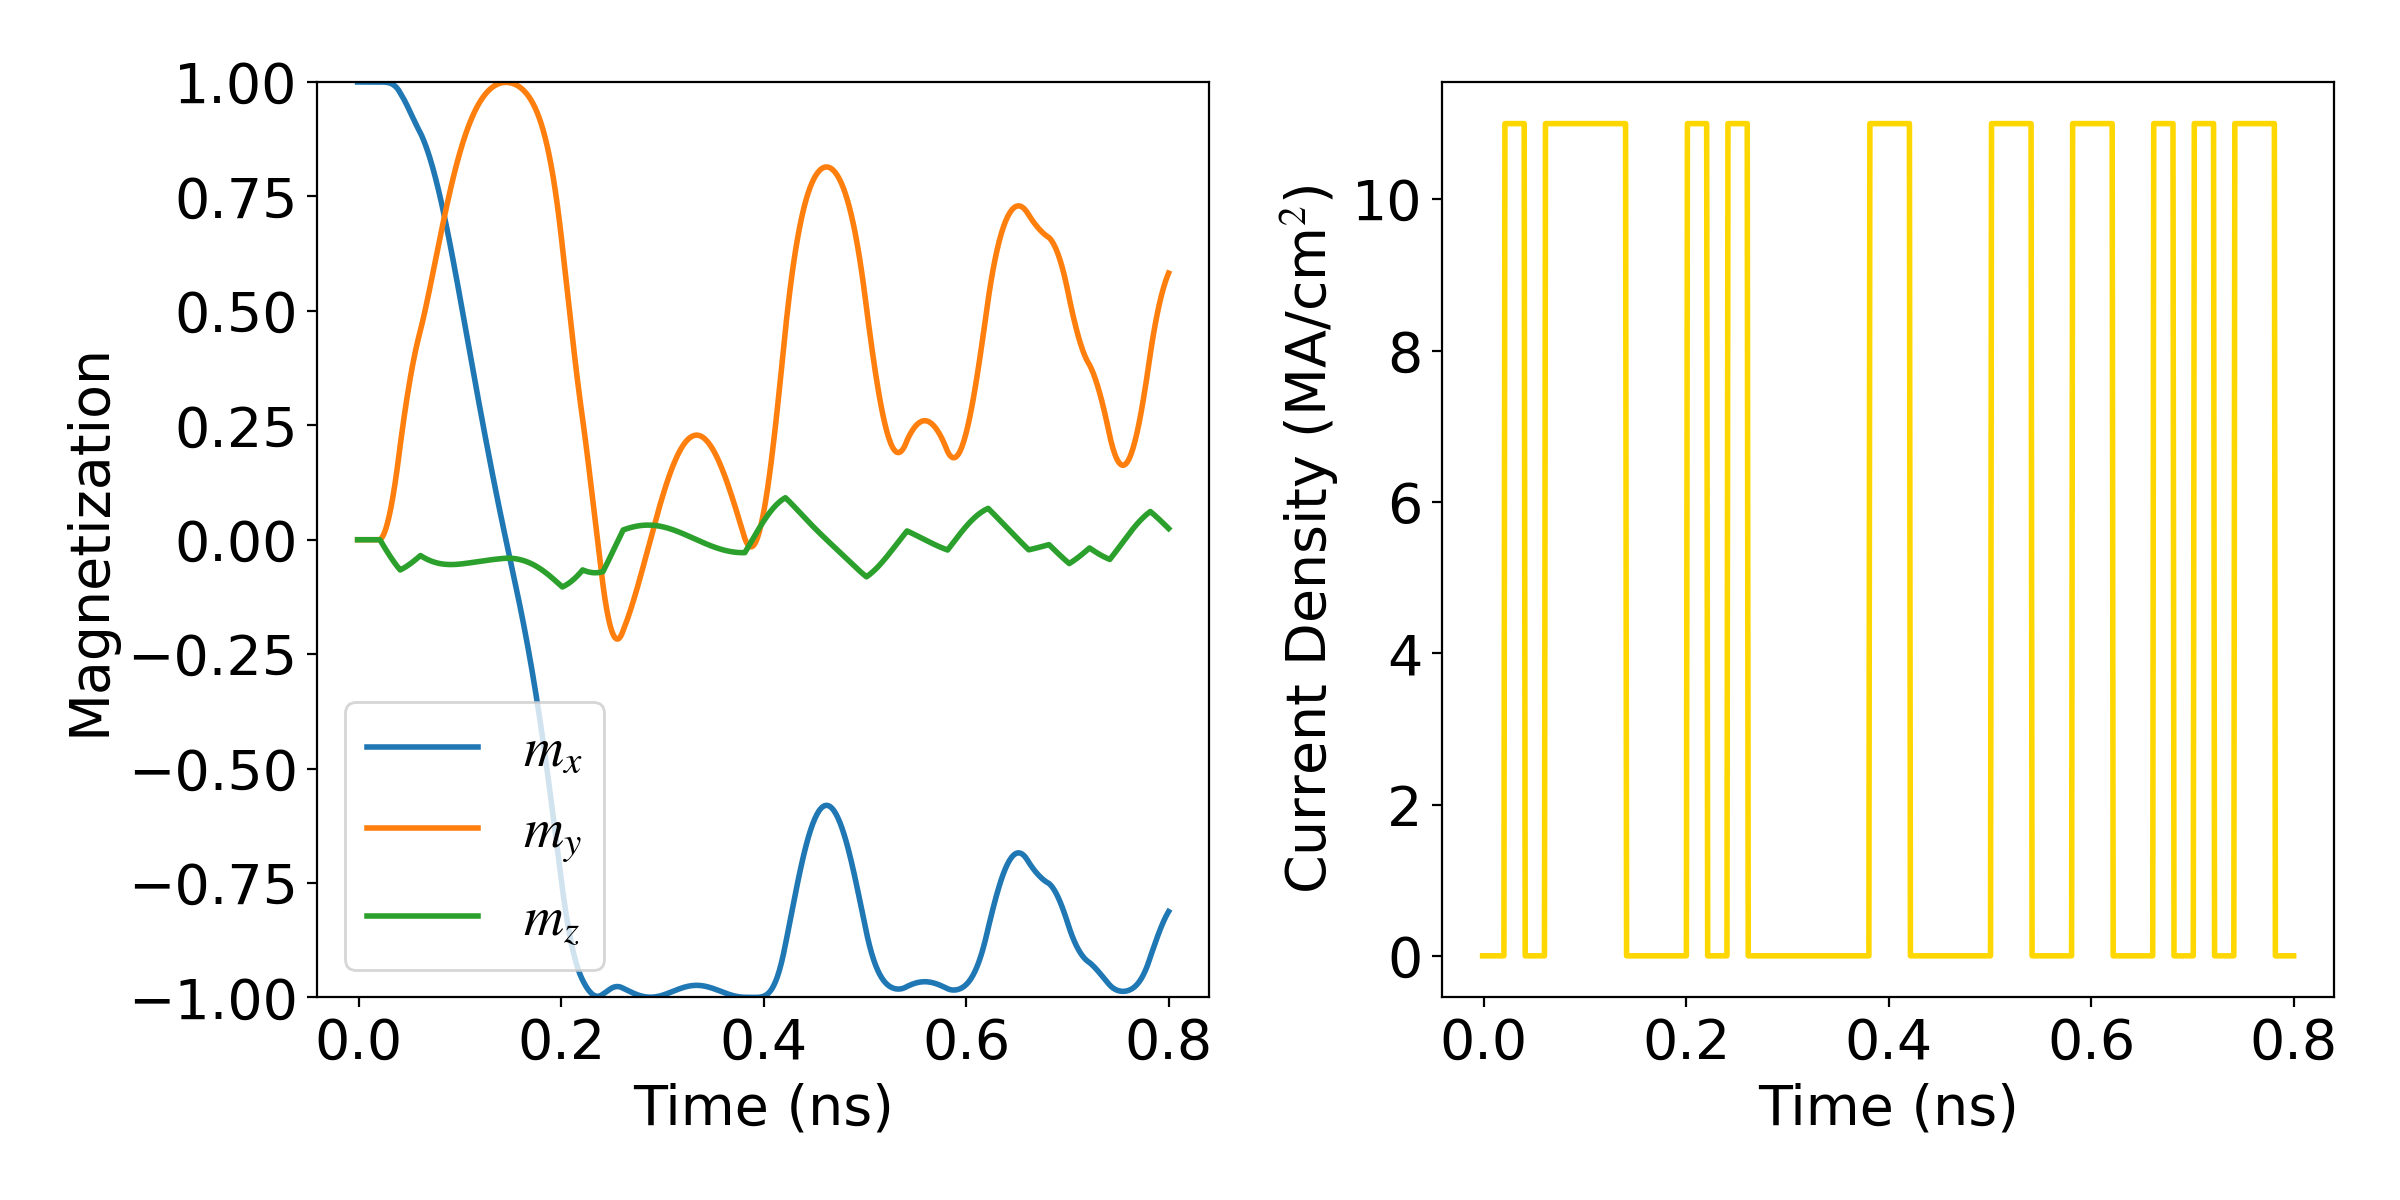 Magnetization
1.00
0.75
0.50
0.25
0.00
−0.25
−0.50
−0.75
−1.00
m_x
m_y
m_z
0.0 0.2 0.4 0.6 0.8
Time (ns)
Current Density (MA/cm²)
10
8
6
4
2
0
0.0 0.2 0.4 0.6 0.8
Time (ns)